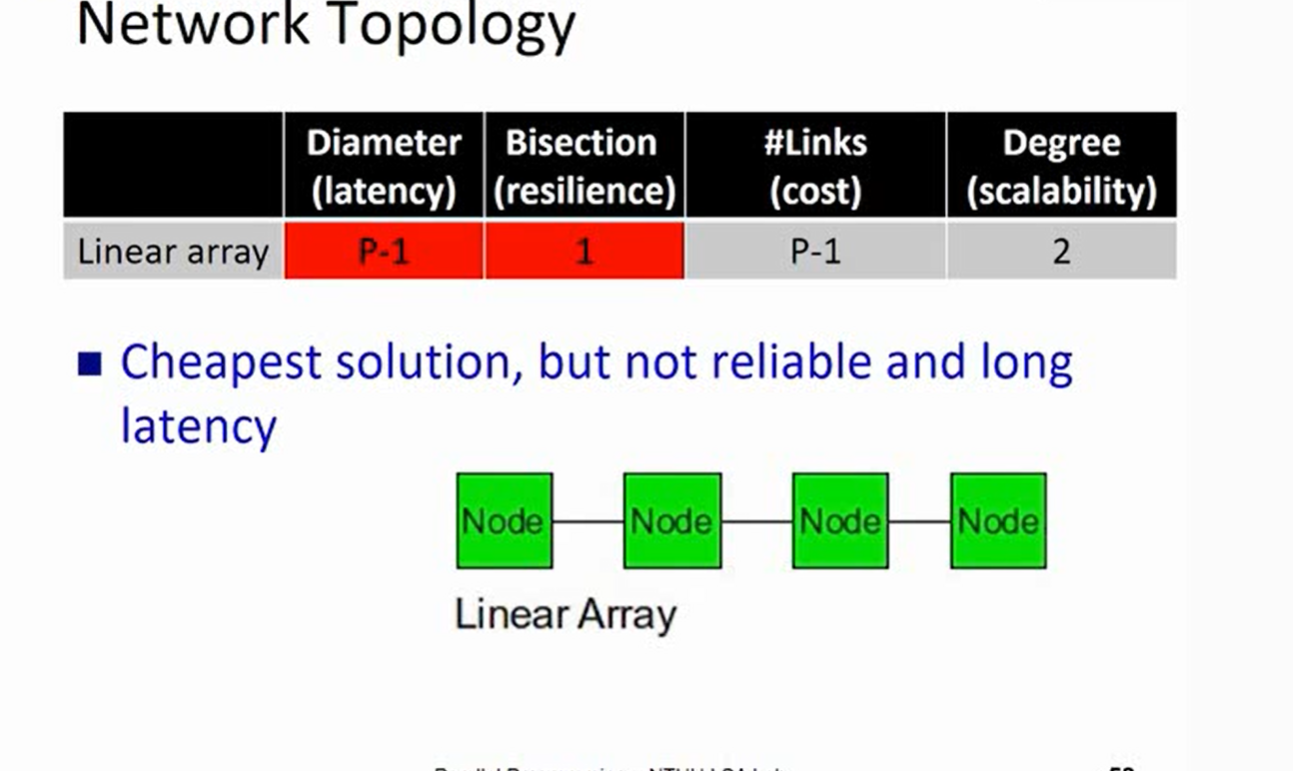 Network Topology
Diameter (latency) Bisection (resilience) #Links (cost) Degree (scalability)
Linear array P-1 1 P-1 2
■ Cheapest solution, but not reliable and long
latency
Node Node Node Node
Linear Array